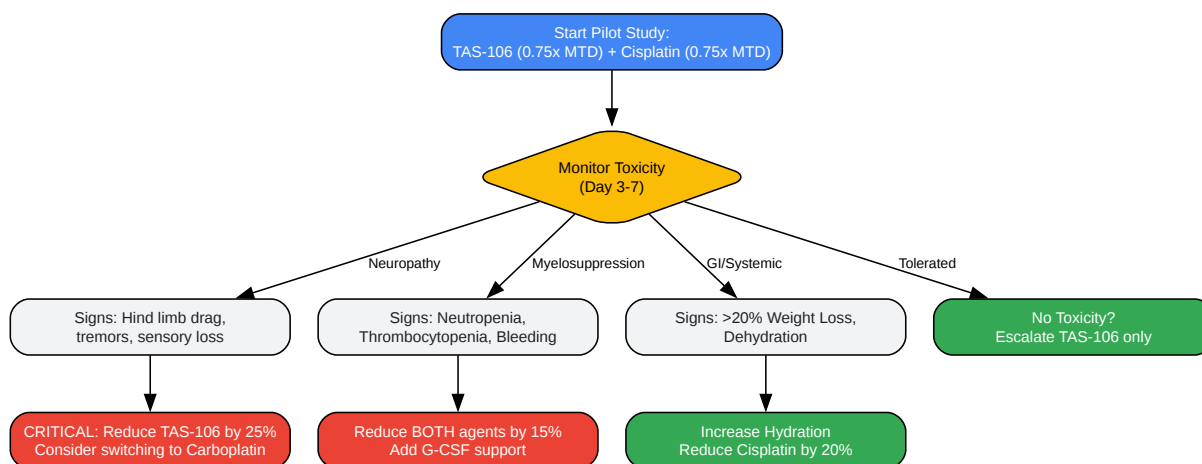 Start Pilot Study:
TAS-106 (0.75x MTD) + Cisplatin (0.75x MTD)
Monitor Toxicity
(Day 3-7)
Neuropathy
Myelosuppression
GI/Systemic
Tolerated
Signs: Hind limb drag,
tremors, sensory loss
Signs: Neutropenia,
Thrombocytopenia, Bleeding
Signs: >20% Weight Loss,
Dehydration
No Toxicity?
Escalate TAS-106 only
CRITICAL: Reduce TAS-106 by 25%
Consider switching to Carboplatin
Reduce BOTH agents by 15%
Add G-CSF support
Increase Hydration
Reduce Cisplatin by 20%